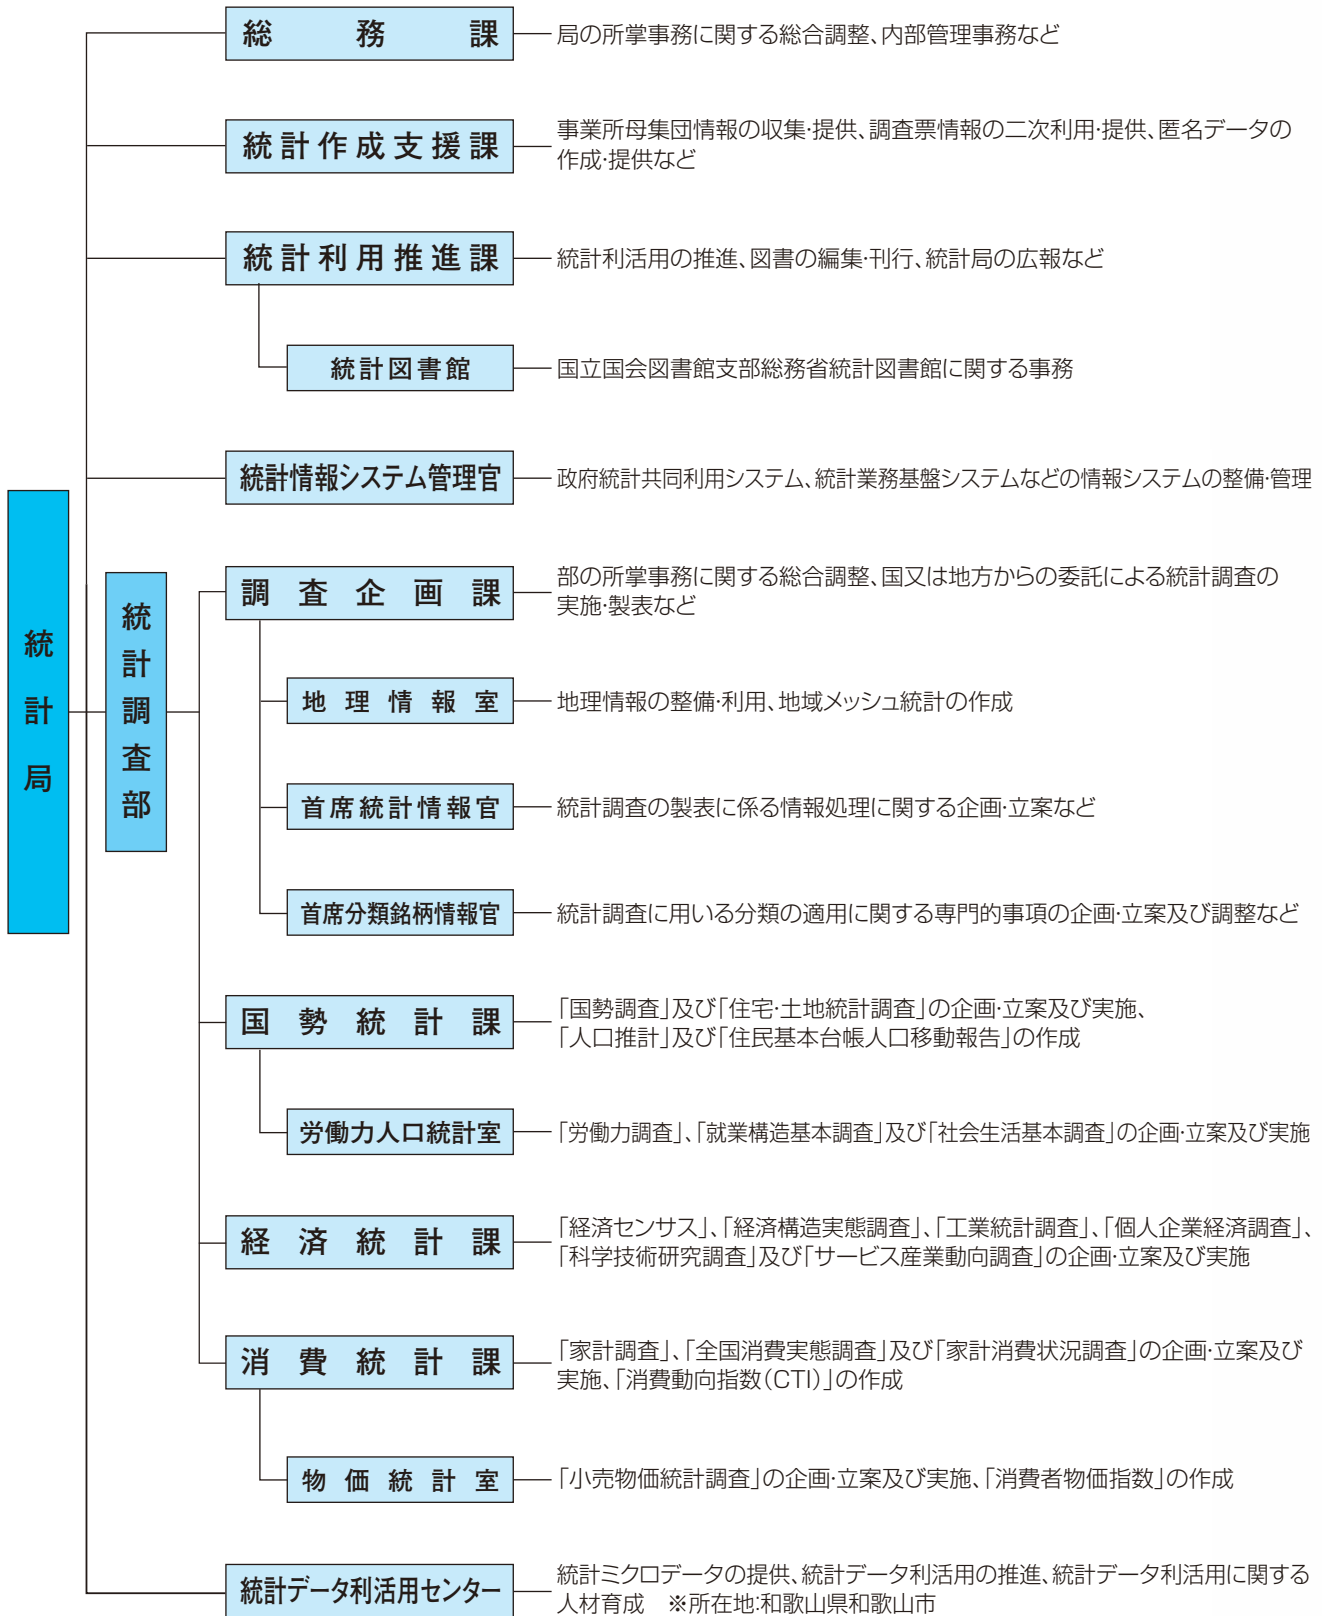 総務課
局の所掌事務に関する総合調整、内部管理事務など
統計作成支援課
事業所母集団情報の収集・提供、調査票情報の二次利用・提供、匿名データの
作成・提供など
統計利用推進課
統計利活用の推進、図書の編集・刊行、統計局の広報など
統計図書館
国立国会図書館支部総務省統計図書館に関する事務
統計情報システム管理官
政府統計共同利用システム、統計業務基盤システムなどの情報システムの整備・管理
統計局
統計調査部
調査企画課
部の所掌事務に関する総合調整、国又は地方からの委託による統計調査の
実施・製表など
地理情報室
地理情報の整備・利用、地域メッシュ統計の作成
首席統計情報官
統計調査の製表に係る情報処理に関する企画・立案など
首席分類銘柄情報官
統計調査に用いる分類の適用に関する専門的事項の企画・立案及び調整など
国勢統計課
「国勢調査」及び「住宅・土地統計調査」の企画・立案及び実施、
「人口推計」及び「住民基本台帳人口移動報告」の作成
労働力人口統計室
「労働力調査」、「就業構造基本調査」及び「社会生活基本調査」の企画・立案及び実施
経済統計課
「経済センサス」、「経済構造実態調査」、「工業統計調査」、「個人企業経済調査」、
「科学技術研究調査」及び「サービス産業動向調査」の企画・立案及び実施
消費統計課
「家計調査」、「全国消費実態調査」及び「家計消費状況調査」の企画・立案及び
実施、「消費動向指数（CTI）」の作成
物価統計室
「小売物価統計調査」の企画・立案及び実施、「消費者物価指数」の作成
統計データ利活用センター
統計ミクロデータの提供、統計データ利活用の推進、統計データ利活用に関する
人材育成　※所在地:和歌山県和歌山市